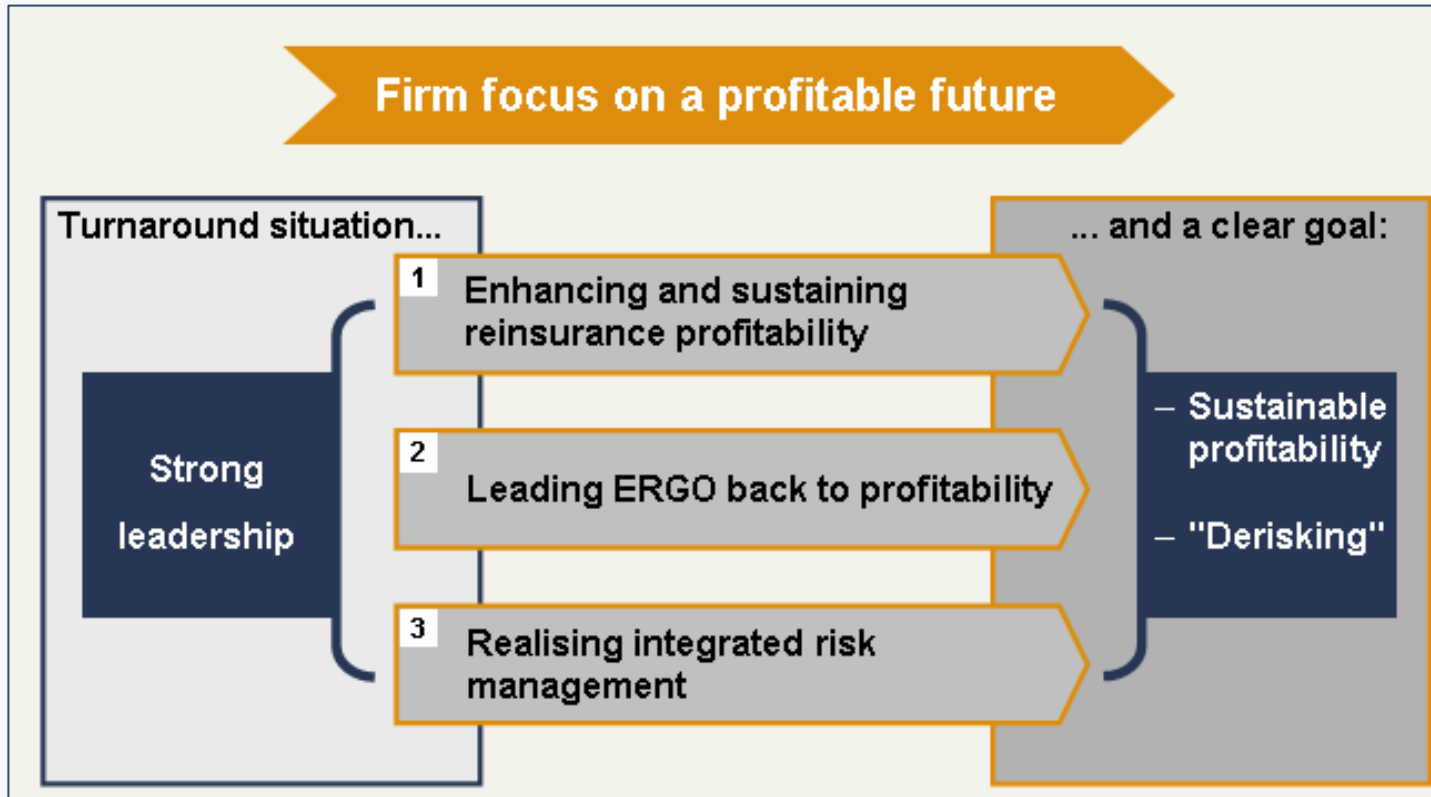 Firm focus on a profitable future
Turnaround situation...
... and a clear goal:
Strong
leadership
1
Enhancing and sustaining
reinsurance profitability
2
Leading ERGO back to profitability
3
Realising integrated risk
management
– Sustainable
profitability
– "Derisking"